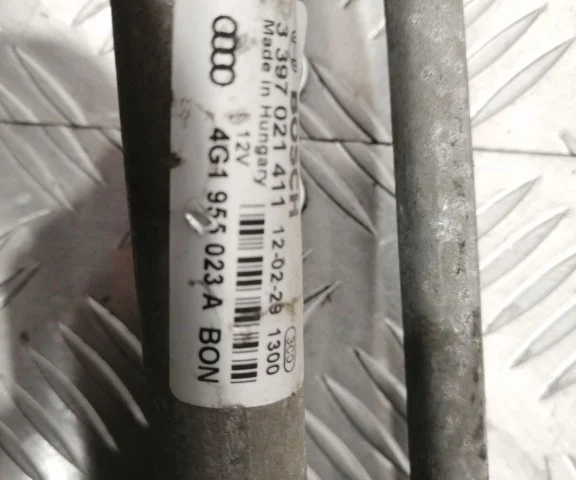 BOSCH
3 397 021 411 12-02-29 1300
Made in Hungary
12V
4G1 955 023 A BON